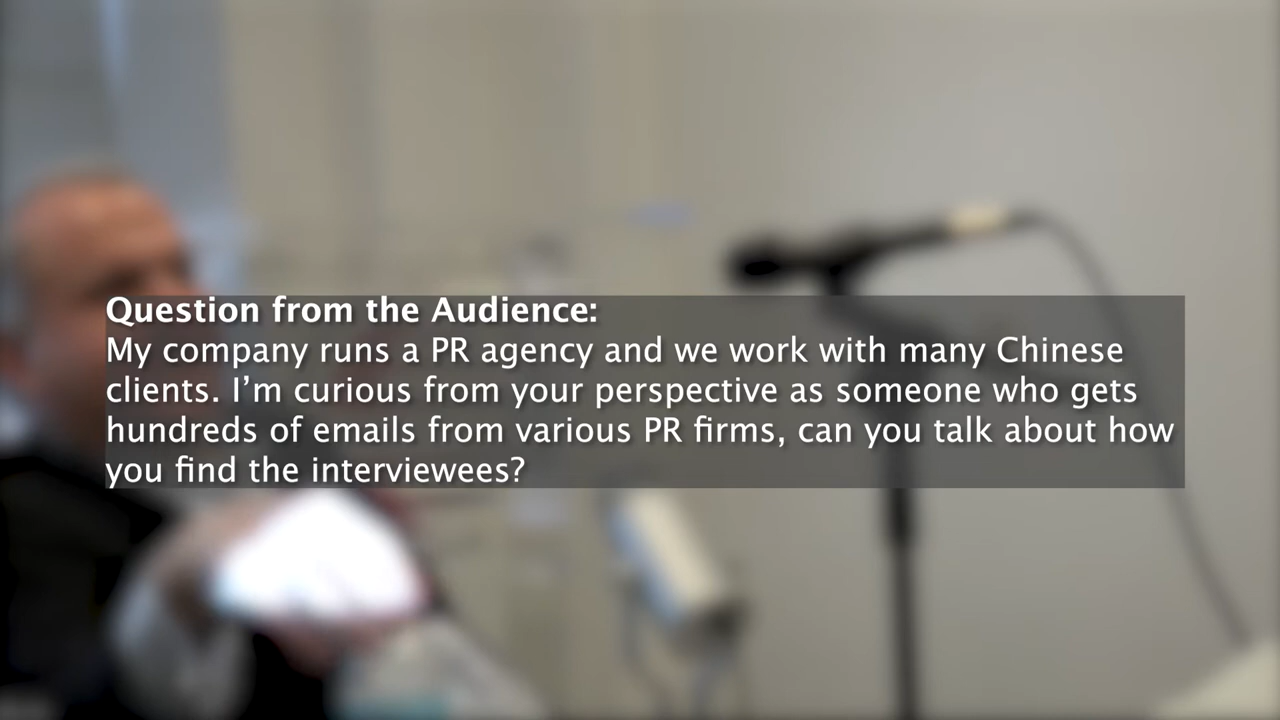 Question from the Audience:
My company runs a PR agency and we work with many Chinese
clients. I’m curious from your perspective as someone who gets
hundreds of emails from various PR firms, can you talk about how
you find the interviewees?